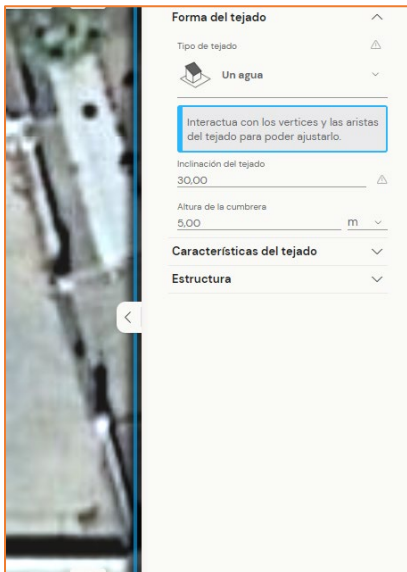 Forma del tejado
Tipo de tejado
Un agua
Interactua con los vertices y las aristas
del tejado para poder ajustarlo.
Inclinación del tejado
30,00
Altura de la cumbrera
5,00 m
Características del tejado
Estructura